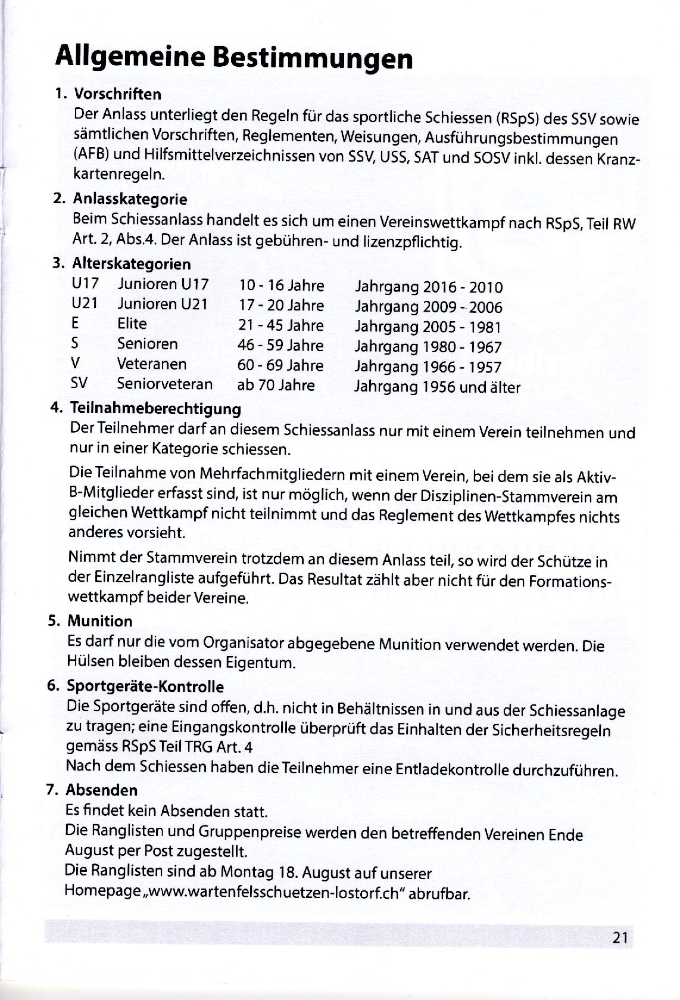 Allgemeine Bestimmungen
1. Vorschriften
Der Anlass unterliegt den Regeln für das sportliche Schiessen (RSpS) des SSV sowie
sämtlichen Vorschriften, Reglementen, Weisungen, Ausführungsbestimmungen
(AFB) und Hilfsmittelverzeichnissen von SSV, USS, SAT und SOSV inkl. dessen Kranz-
kartenregeln.
2. Anlasskategorie
Beim Schiessanlass handelt es sich um einen Vereinswettkampf nach RSpS, Teil RW
Art. 2, Abs.4. Der Anlass ist gebühren- und lizenzpflichtig.
3. Alterskategorien
U17 Junioren U17 10 - 16 Jahre Jahrgang 2016 - 2010
U21 Junioren U21 17 - 20 Jahre Jahrgang 2009 - 2006
E Elite 21 - 45 Jahre Jahrgang 2005 - 1981
S Senioren 46 - 59 Jahre Jahrgang 1980 - 1967
V Veteranen 60 - 69 Jahre Jahrgang 1966 - 1957
SV Seniorveteran ab 70 Jahre Jahrgang 1956 und älter
4. Teilnahmeberechtigung
Der Teilnehmer darf an diesem Schiessanlass nur mit einem Verein teilnehmen und
nur in einer Kategorie schiessen.
Die Teilnahme von Mehrfachmitgliedern mit einem Verein, bei dem sie als Aktiv-
B-Mitglieder erfasst sind, ist nur möglich, wenn der Disziplinen-Stammverein am
gleichen Wettkampf nicht teilnimmt und das Reglement des Wettkampfes nichts
anderes vorsieht.
Nimmt der Stammverein trotzdem an diesem Anlass teil, so wird der Schütze in
der Einzelrangliste aufgeführt. Das Resultat zählt aber nicht für den Formations-
wettkampf beider Vereine.
5. Munition
Es darf nur die vom Organisator abgegebene Munition verwendet werden. Die
Hülsen bleiben dessen Eigentum.
6. Sportgeräte-Kontrolle
Die Sportgeräte sind offen, d.h. nicht in Behältnissen in und aus der Schiessanlage
zu tragen; eine Eingangskontrolle überprüft das Einhalten der Sicherheitsregeln
gemäss RSpS Teil TRG Art. 4
Nach dem Schiessen haben die Teilnehmer eine Entladekontrolle durchzuführen.
7. Absenden
Es findet kein Absenden statt.
Die Ranglisten und Gruppenpreise werden den betreffenden Vereinen Ende
August per Post zugestellt.
Die Ranglisten sind ab Montag 18. August auf unserer
Homepage „www.wartenfelsschuetzen-lostorf.ch" abrufbar.
21